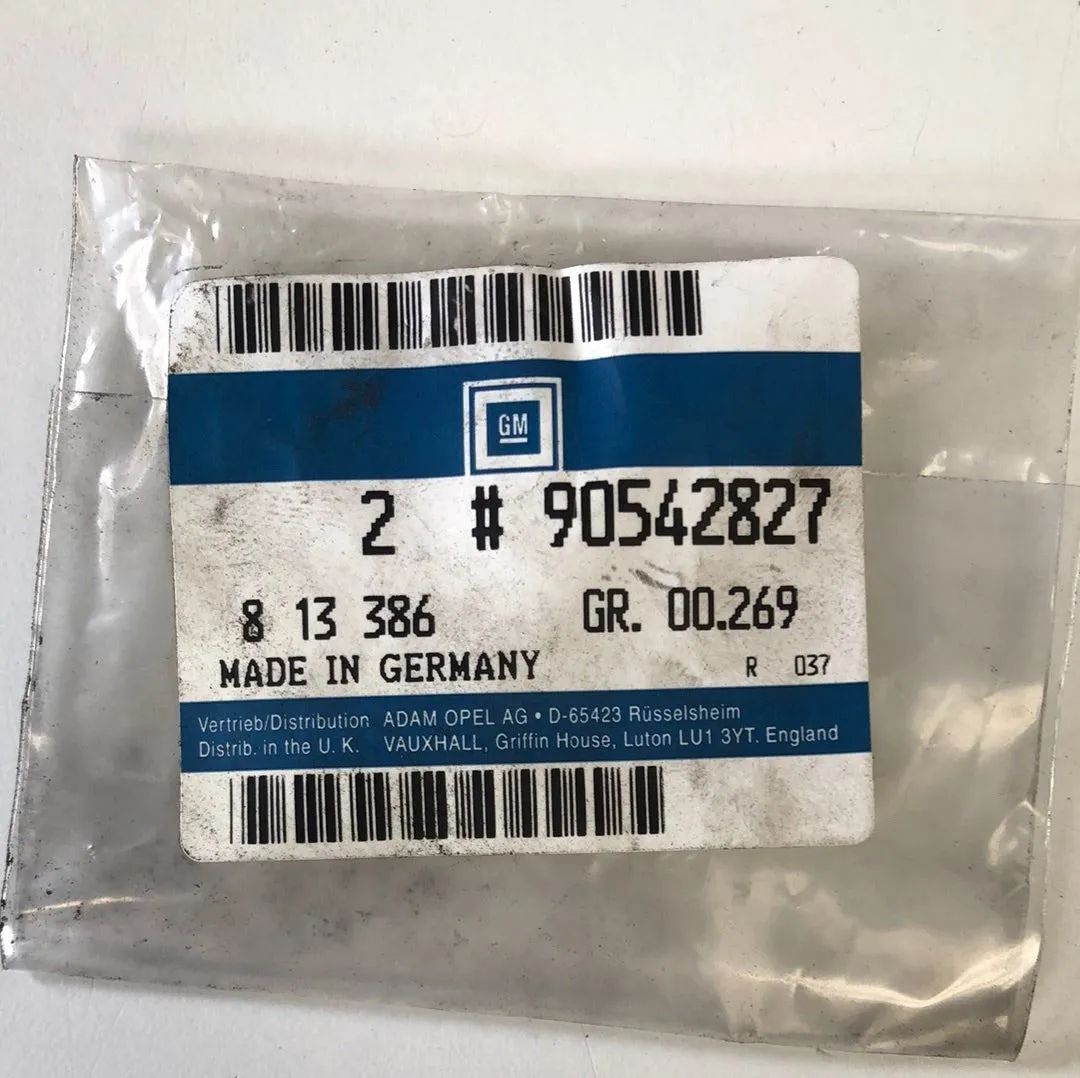 GM
2 # 90542827
8 13 386 GR. 00.269
MADE IN GERMANY R 037
Vertrieb/Distribution ADAM OPEL AG • D-65423 Rüsselsheim
Distrib. in the U. K. VAUXHALL, Griffin House, Luton LU1 3YT. England